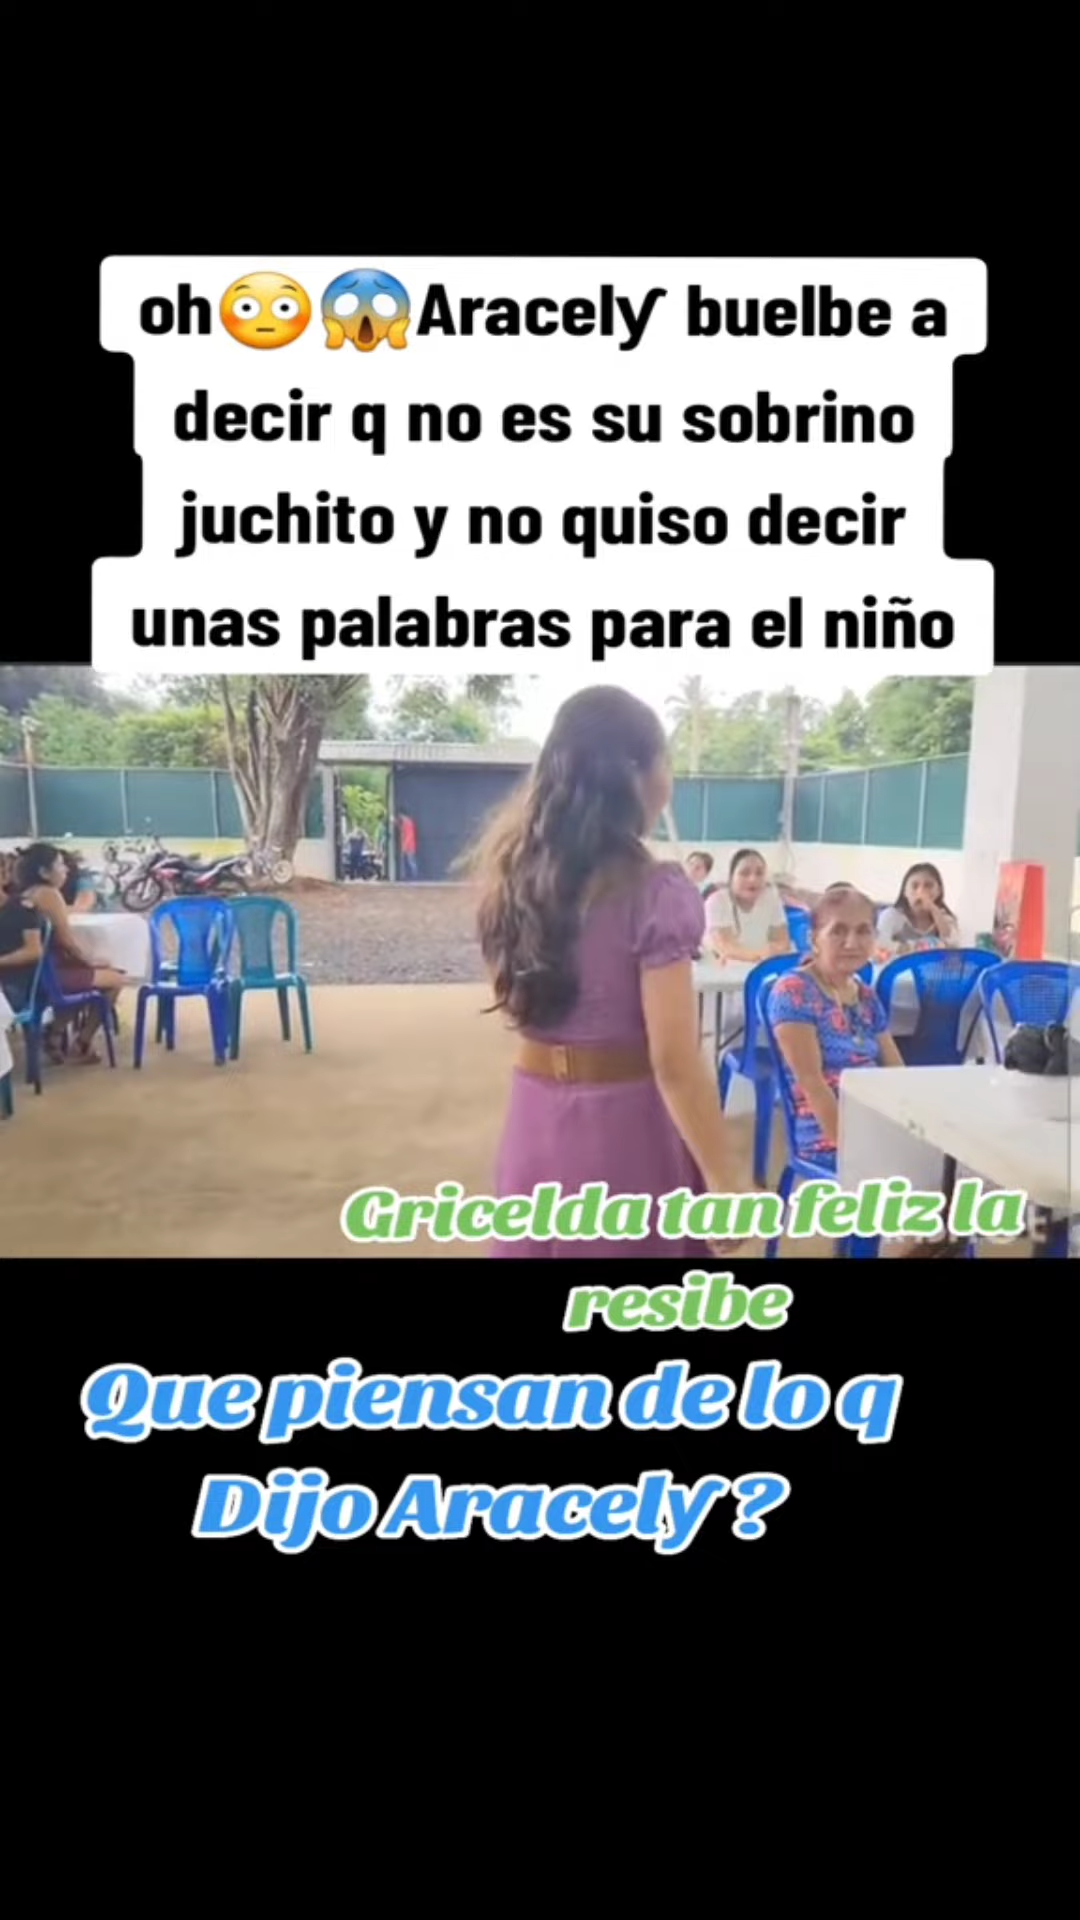 oh😳😱Aracely buelbe a
decir q no es su sobrino
juchito y no quiso decir
unas palabras para el niño
Gricelda tan feliz la
resibe
Que piensan de lo q
Dijo Aracely ?